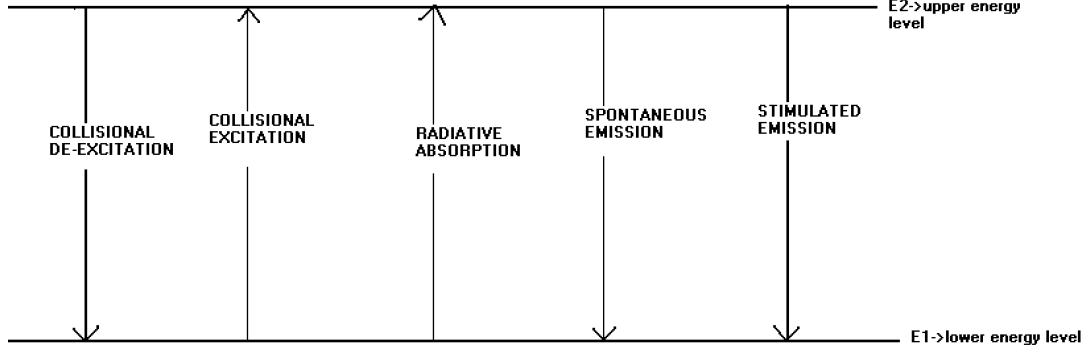 E2->upper energy
level
COLLISIONAL
DE-EXCITATION
COLLISIONAL
EXCITATION
RADIATIVE
ABSORPTION
SPONTANEOUS
EMISSION
STIMULATED
EMISSION
E1->lower energy level